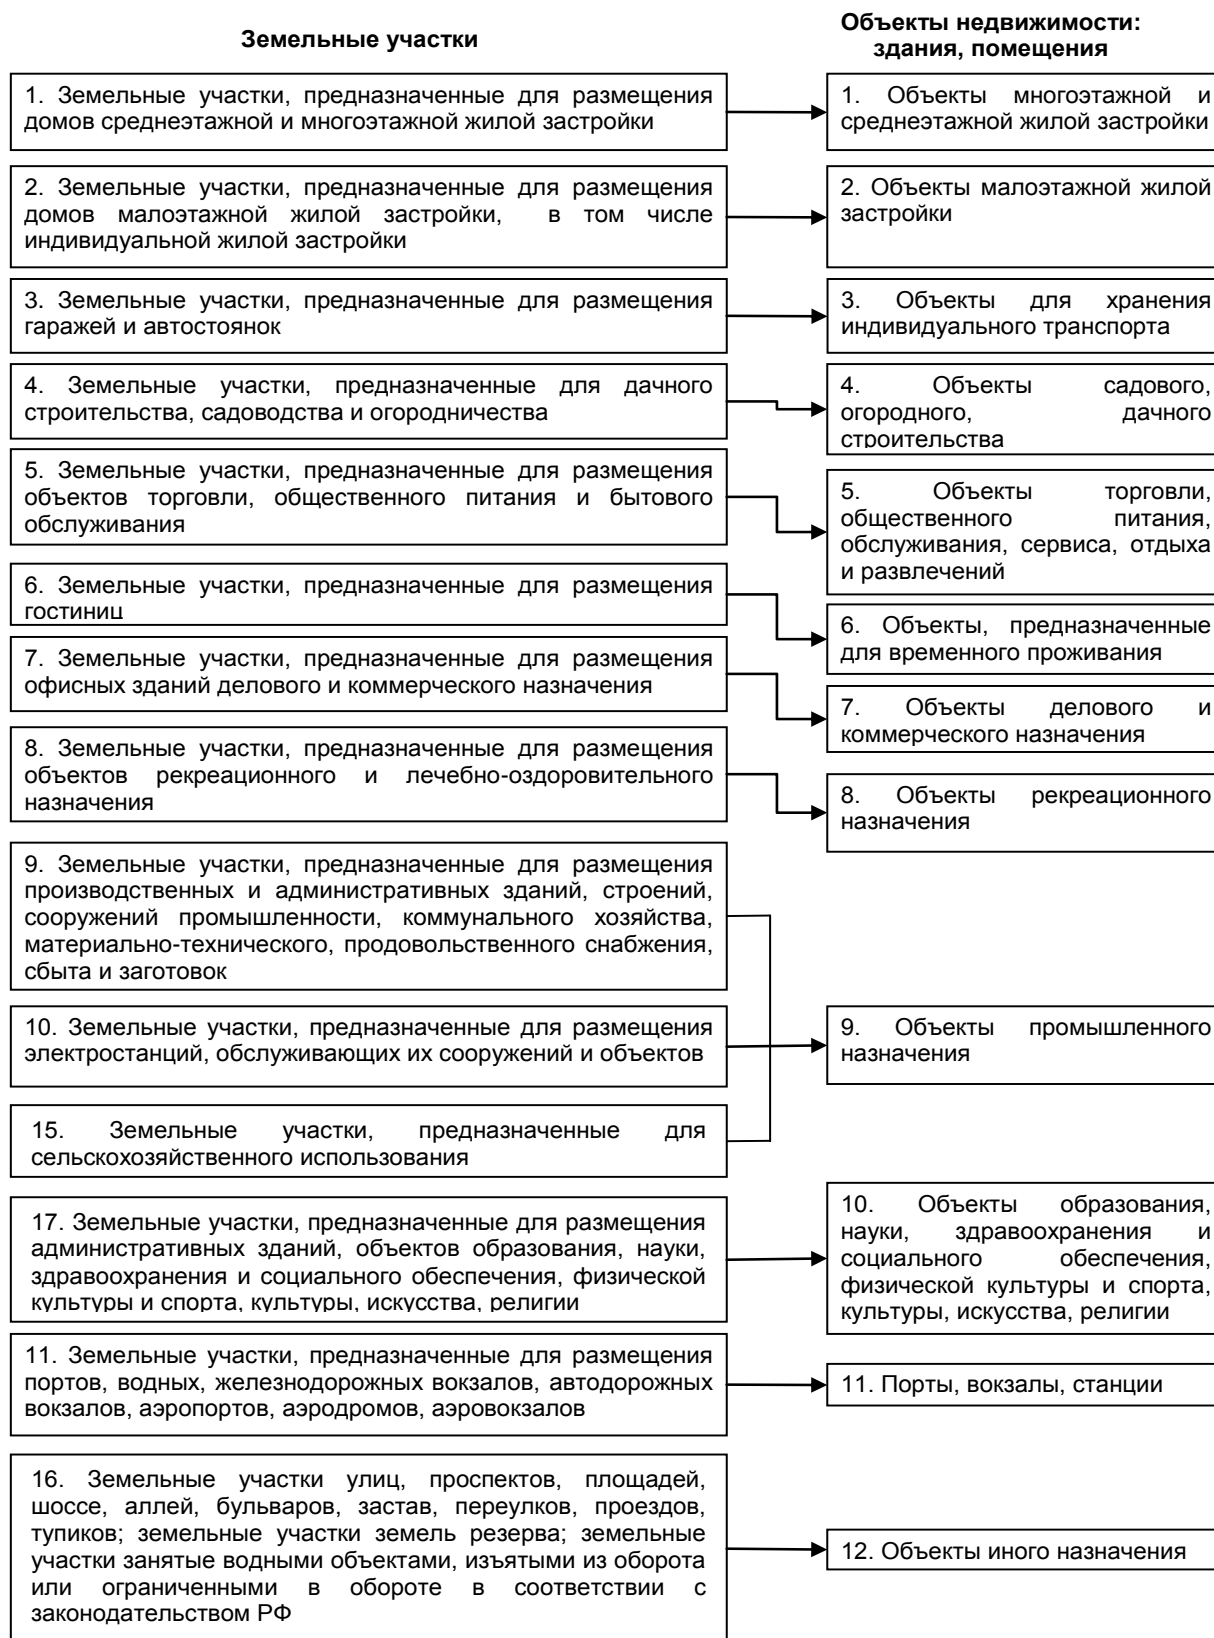 Земельные участки
Объекты недвижимости:
здания, помещения
1. Земельные участки, предназначенные для размещения
домов среднеэтажной и многоэтажной жилой застройки
1. Объекты многоэтажной и
среднеэтажной жилой застройки
2. Земельные участки, предназначенные для размещения
домов малоэтажной жилой застройки, в том числе
индивидуальной жилой застройки
2. Объекты малоэтажной жилой
застройки
3. Земельные участки, предназначенные для размещения
гаражей и автостоянок
3. Объекты для хранения
индивидуального транспорта
4. Земельные участки, предназначенные для дачного
строительства, садоводства и огородничества
4. Объекты садового,
огородного, дачного
строительства
5. Земельные участки, предназначенные для размещения
объектов торговли, общественного питания и бытового
обслуживания
5. Объекты торговли,
общественного питания,
обслуживания, сервиса, отдыха
и развлечений
6. Земельные участки, предназначенные для размещения
гостиниц
6. Объекты, предназначенные
для временного проживания
7. Земельные участки, предназначенные для размещения
офисных зданий делового и коммерческого назначения
7. Объекты делового и
коммерческого назначения
8. Земельные участки, предназначенные для размещения
объектов рекреационного и лечебно-оздоровительного
назначения
8. Объекты рекреационного
назначения
9. Земельные участки, предназначенные для размещения
производственных и административных зданий, строений,
сооружений промышленности, коммунального хозяйства,
материально-технического, продовольственного снабжения,
сбыта и заготовок
10. Земельные участки, предназначенные для размещения
электростанций, обслуживающих их сооружений и объектов
9. Объекты промышленного
назначения
15. Земельные участки, предназначенные для
сельскохозяйственного использования
17. Земельные участки, предназначенные для размещения
административных зданий, объектов образования, науки,
здравоохранения и социального обеспечения, физической
культуры и спорта, культуры, искусства, религии
10. Объекты образования,
науки, здравоохранения и
социального обеспечения,
физической культуры и спорта,
культуры, искусства, религии
11. Земельные участки, предназначенные для размещения
портов, водных, железнодорожных вокзалов, автодорожных
вокзалов, аэропортов, аэродромов, аэровокзалов
11. Порты, вокзалы, станции
16. Земельные участки улиц, проспектов, площадей,
шоссе, аллей, бульваров, застав, переулков, проездов,
тупиков; земельные участки земель резерва; земельные
участки занятые водными объектами, изъятыми из оборота
или ограниченными в обороте в соответствии с
законодательством РФ
12. Объекты иного назначения